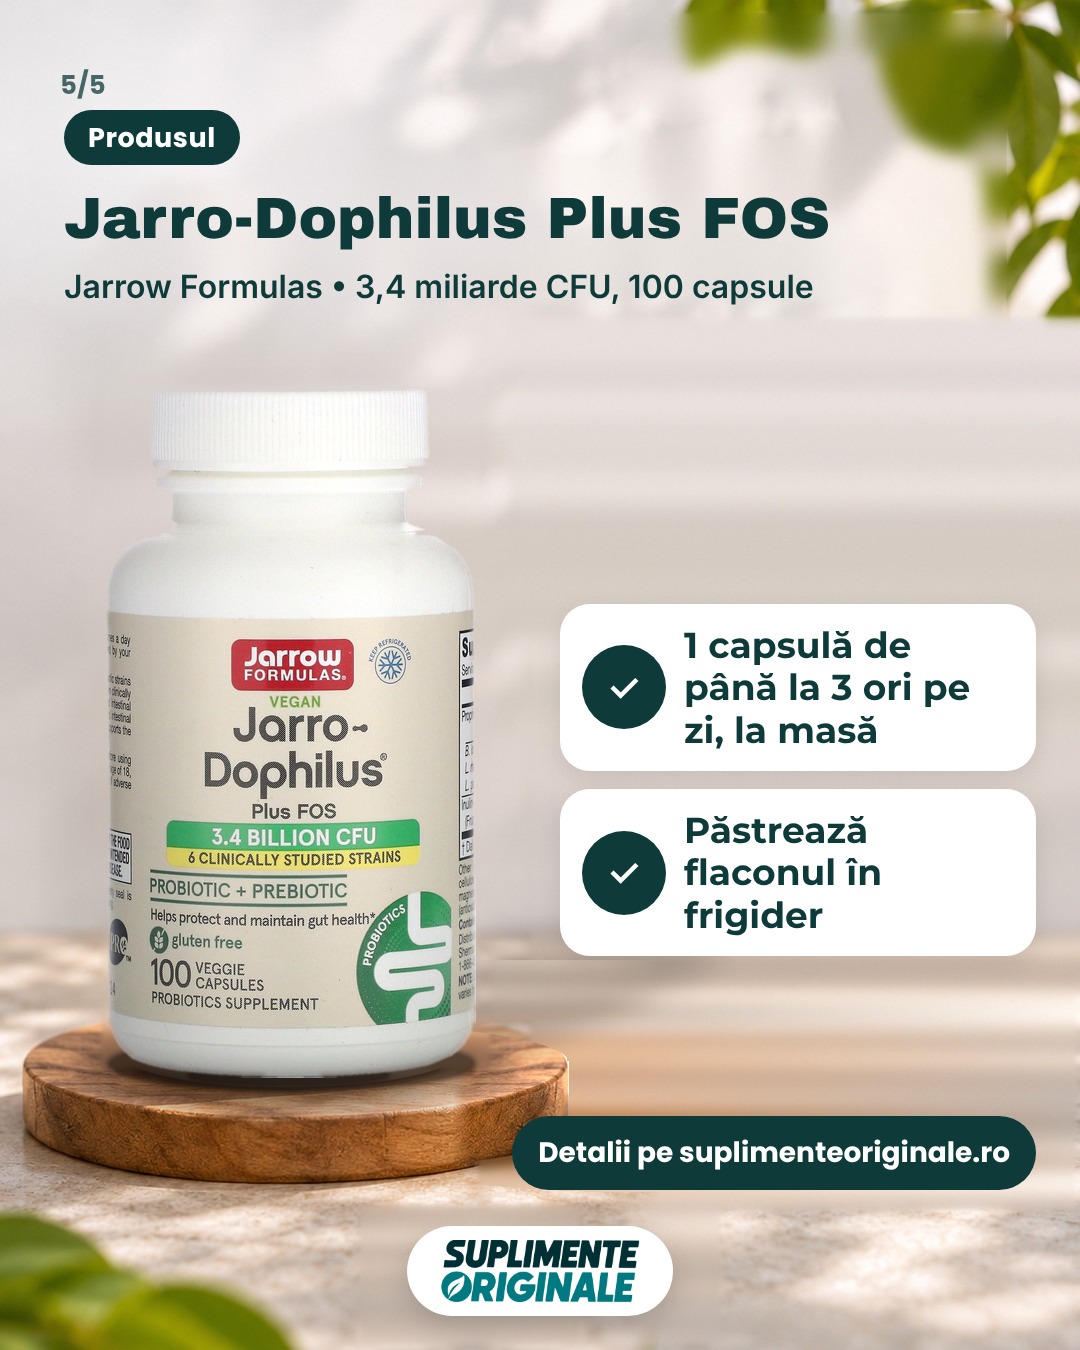 5/5
Produsul
Jarro-Dophilus Plus FOS
Jarrow Formulas • 3,4 miliarde CFU, 100 capsule
Jarrow
FORMULAS®
KEEP REFRIGERATED
VEGAN
Jarro-
Dophilus®
Plus FOS
3.4 BILLION CFU
6 CLINICALLY STUDIED STRAINS
PROBIOTIC + PREBIOTIC
Helps protect and maintain gut health*
gluten free
PROBIOTICS
100 VEGGIE
CAPSULES
PROBIOTICS SUPPLEMENT
1 capsulă de
până la 3 ori pe
zi, la masă
Păstrează
flaconul în
frigider
Detalii pe suplimenteoriginale.ro
SUPLIMENTE
ORIGINALE